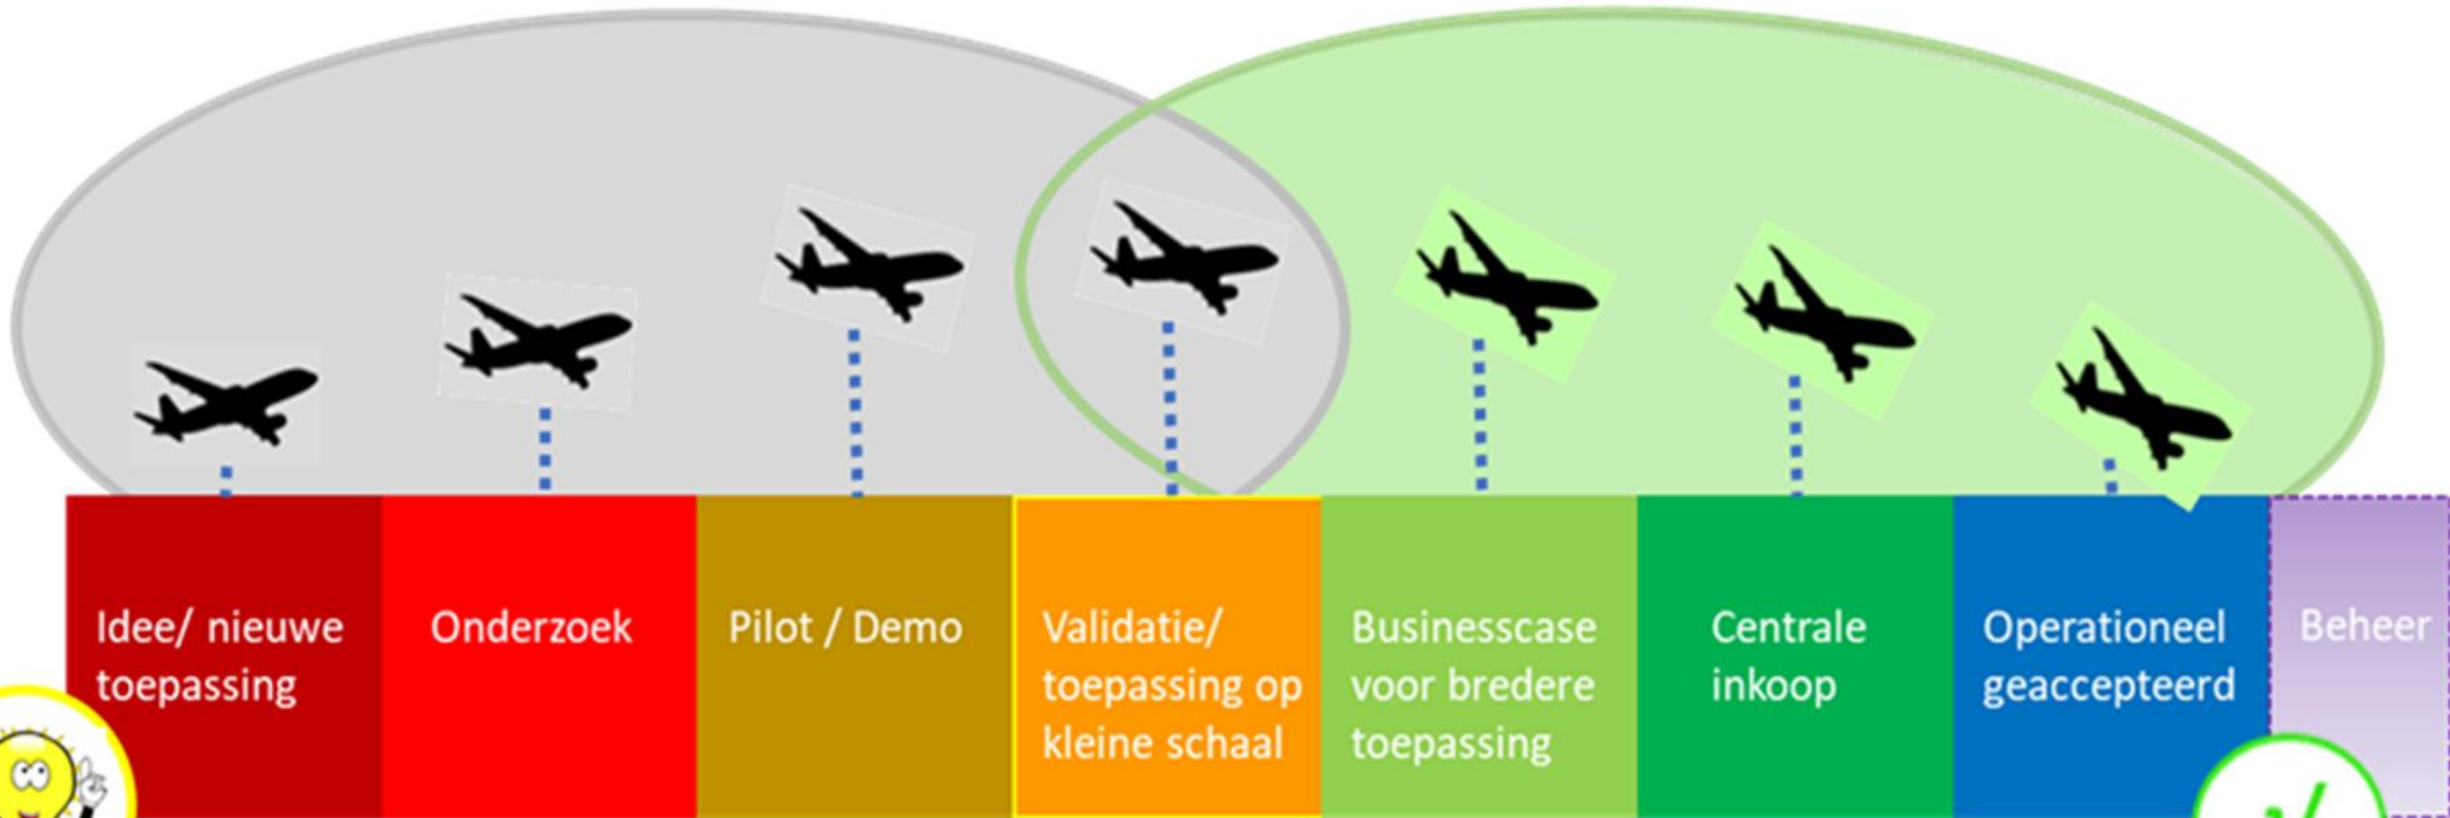 Idee/ nieuwe
toepassing
Onderzoek
Pilot / Demo
Validatie/
toepassing op
kleine schaal
Businesscase
voor bredere
toepassing
Centrale
inkoop
Operationeel
geaccepteerd
Beheer